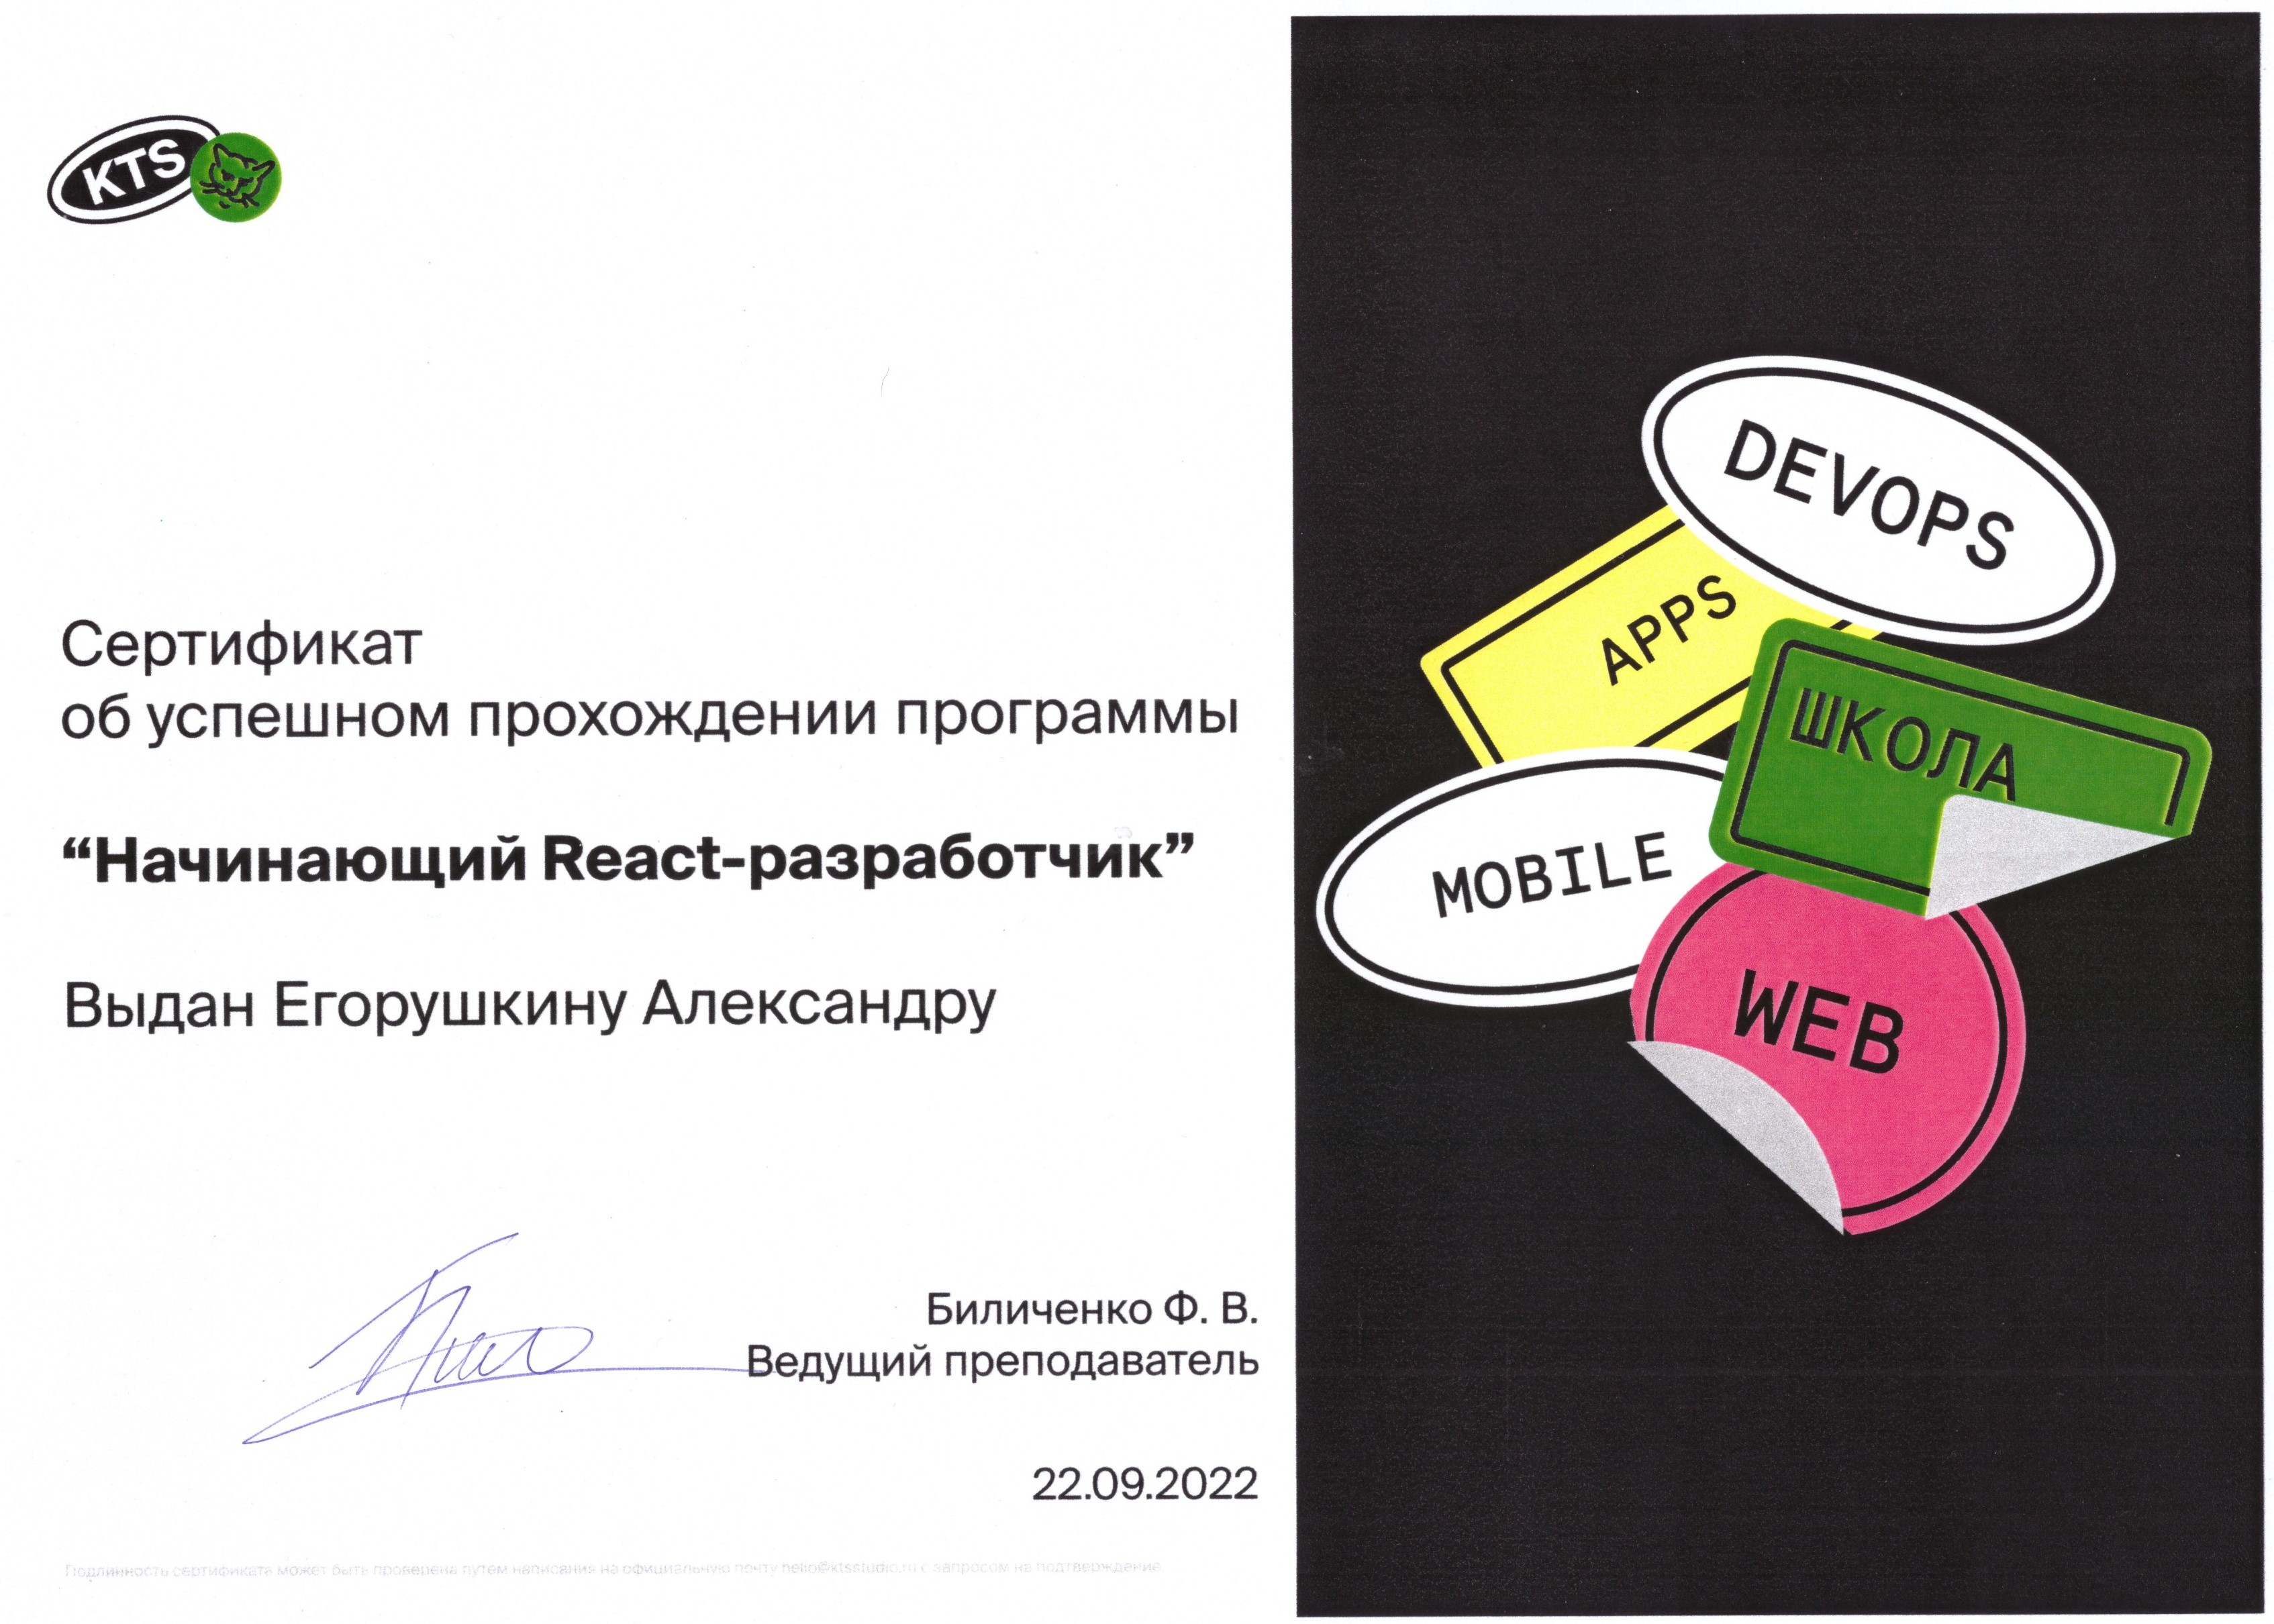 KTS
Сертификат
об успешном прохождении программы
“Начинающий React-разработчик”
Выдан Егорушкину Александру
Биличенко Ф. В.
Ведущий преподаватель
22.09.2022
Подлинность сертификата может быть проверена путем написания на официальную почту hello@ktsstudio.ru с запросом на подтверждение
DEVOPS
APPS
ШКОЛА
MOBILE
WEB